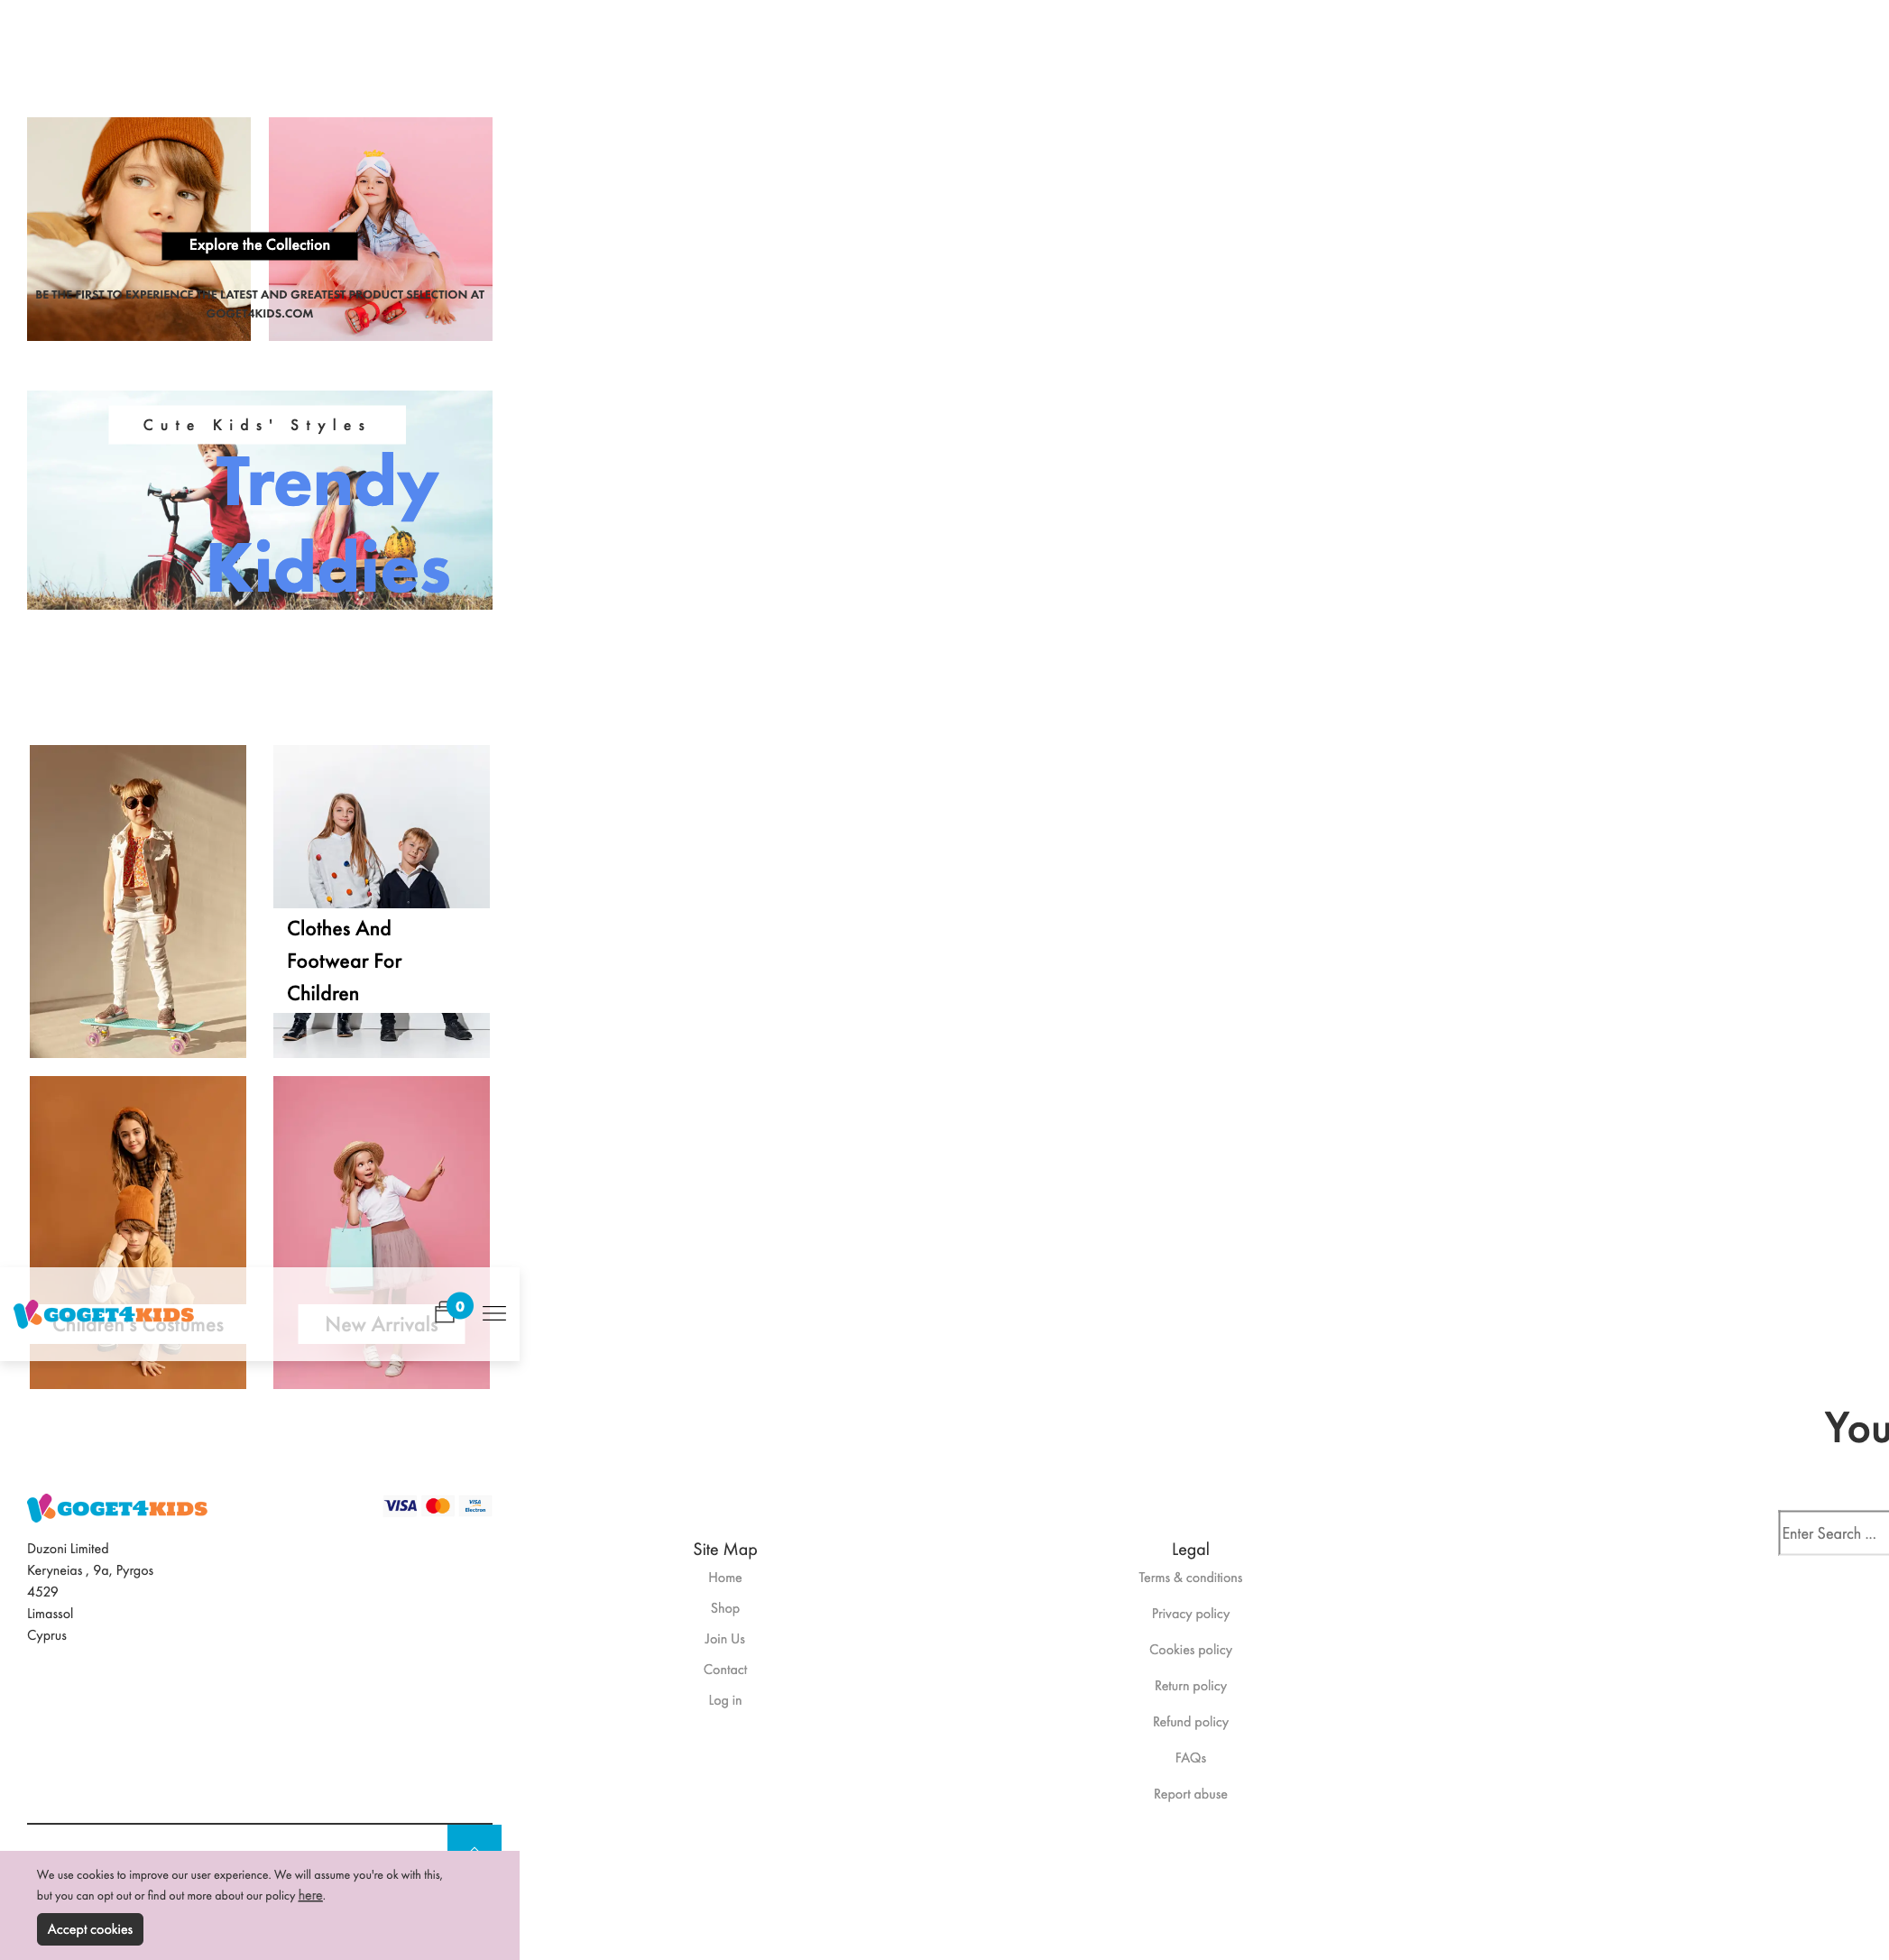 Explore the Collection
BE THE FIRST TO EXPERIENCE THE LATEST AND GREATEST PRODUCT SELECTION AT
GOGET4KIDS.COM
Cute Kids' Styles
Trendy
Kiddies
Clothes And
Footwear For
Children
GOGET4KIDS
0
Children's Costumes
New Arrivals
You
GOGET4KIDS
VISA
VISA
Electron
Enter Search ...
Duzoni Limited
Keryneias , 9a, Pyrgos
4529
Limassol
Cyprus
Site Map
Home
Shop
Join Us
Contact
Log in
Legal
Terms & conditions
Privacy policy
Cookies policy
Return policy
Refund policy
FAQs
Report abuse
We use cookies to improve our user experience. We will assume you're ok with this,
but you can opt out or find out more about our policy here.
Accept cookies